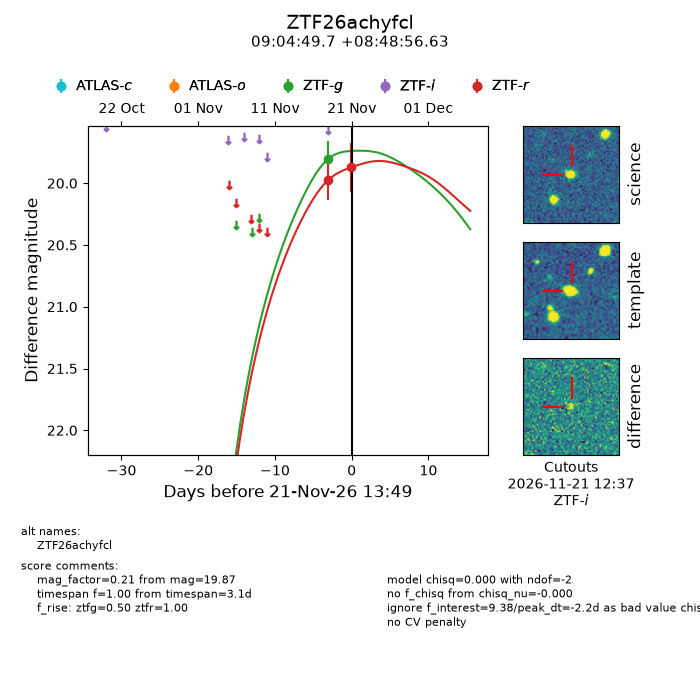 ZTF26achyfcl
09:04:49.7 +08:48:56.63
ATLAS-c ATLAS-o ZTF-g ZTF-i ZTF-r
22 Oct 01 Nov 11 Nov 21 Nov 01 Dec
Difference magnitude
20.0
20.5
21.0
21.5
22.0
−30 −20 −10 0 10
Days before 21-Nov-26 13:49
science
template
difference
Cutouts
2026-11-21 12:37
ZTF-i
alt names:
ZTF26achyfcl
score comments:
mag_factor=0.21 from mag=19.87
timespan f=1.00 from timespan=3.1d
f_rise: ztfg=0.50 ztfr=1.00
model chisq=0.000 with ndof=-2
no f_chisq from chisq_nu=-0.000
ignore f_interest=9.38/peak_dt=-2.2d as bad value chis
no CV penalty